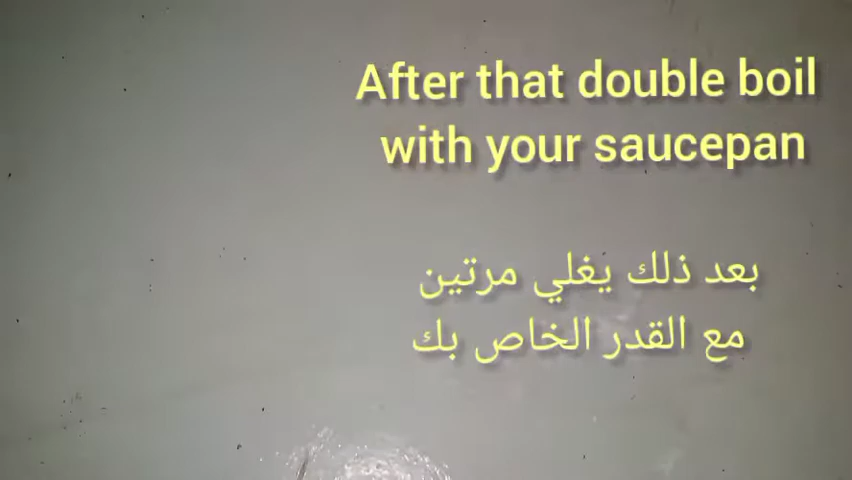 After that double boil
with your saucepan
بعد ذلك يغلي مرتين
مع القدر الخاص بك